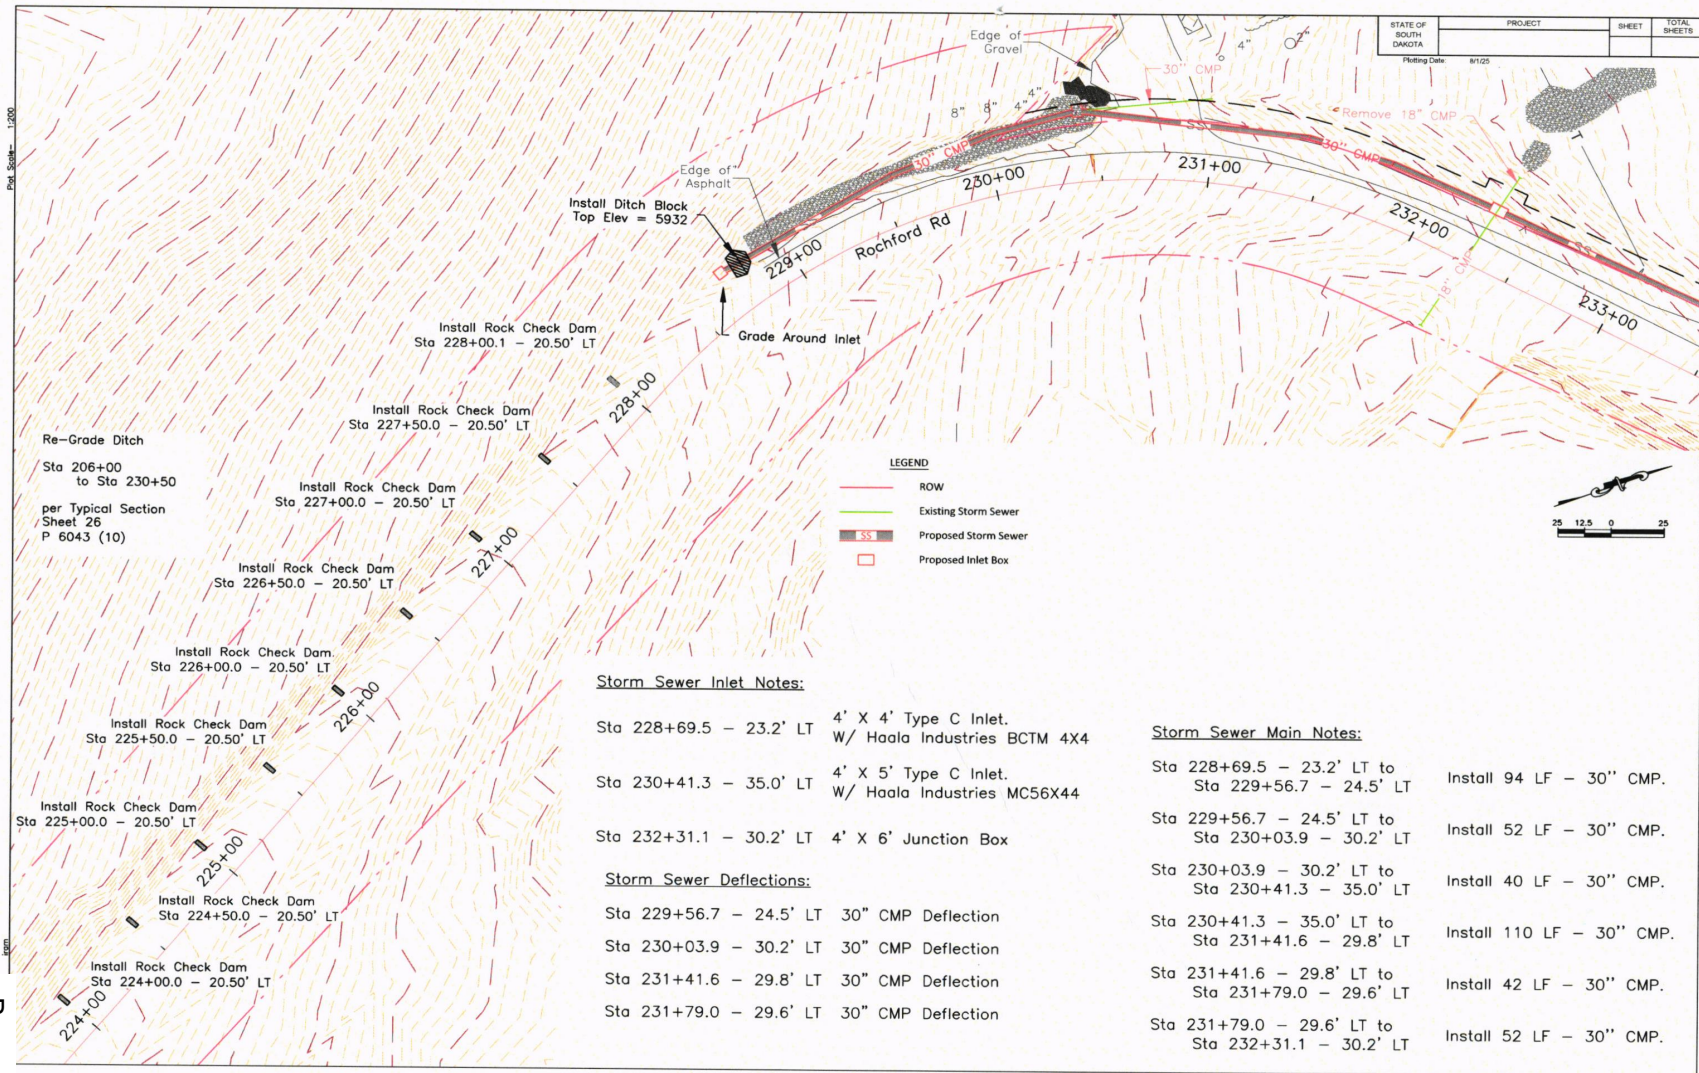 STATE OF
SOUTH
DAKOTA
PROJECT
SHEET
TOTAL
SHEETS
Plotting Date: 8/1/25
Plot Scale - 1:200
Edge of
Gravel
4"
2"
30" CMP
4"
8" 8" 4"
Remove 18" CMP
30" CMP
SS
30" CMP
Edge of
Asphalt
231+00
230+00
Install Ditch Block
Top Elev = 5932
232+00
Rochford Rd
229+00
SS
18" CMP
233+00
Install Rock Check Dam
Sta 228+00.1 - 20.50' LT
Grade Around Inlet
228+00
Install Rock Check Dam
Sta 227+50.0 - 20.50' LT
Re-Grade Ditch
Sta 206+00
to Sta 230+50
per Typical Section
Sheet 26
P 6043 (10)
LEGEND
ROW
Existing Storm Sewer
SS Proposed Storm Sewer
Proposed Inlet Box
25 12.5 0 25
Install Rock Check Dam
Sta 227+00.0 - 20.50' LT
227+00
Install Rock Check Dam
Sta 226+50.0 - 20.50' LT
Install Rock Check Dam
Sta 226+00.0 - 20.50' LT
226+00
Install Rock Check Dam
Sta 225+50.0 - 20.50' LT
Install Rock Check Dam
Sta 225+00.0 - 20.50' LT
225+00
Install Rock Check Dam
Sta 224+50.0 - 20.50' LT
Install Rock Check Dam
Sta 224+00.0 - 20.50' LT
224+00
Storm Sewer Inlet Notes:
Sta 228+69.5 - 23.2' LT 4' X 4' Type C Inlet.
W/ Haala Industries BCTM 4X4
Sta 230+41.3 - 35.0' LT 4' X 5' Type C Inlet.
W/ Haala Industries MC56X44
Sta 232+31.1 - 30.2' LT 4' X 6' Junction Box
Storm Sewer Deflections:
Sta 229+56.7 - 24.5' LT 30" CMP Deflection
Sta 230+03.9 - 30.2' LT 30" CMP Deflection
Sta 231+41.6 - 29.8' LT 30" CMP Deflection
Sta 231+79.0 - 29.6' LT 30" CMP Deflection
Storm Sewer Main Notes:
Sta 228+69.5 - 23.2' LT to
Sta 229+56.7 - 24.5' LT Install 94 LF - 30'' CMP.
Sta 229+56.7 - 24.5' LT to
Sta 230+03.9 - 30.2' LT Install 52 LF - 30'' CMP.
Sta 230+03.9 - 30.2' LT to
Sta 230+41.3 - 35.0' LT Install 40 LF - 30'' CMP.
Sta 230+41.3 - 35.0' LT to
Sta 231+41.6 - 29.8' LT Install 110 LF - 30'' CMP.
Sta 231+41.6 - 29.8' LT to
Sta 231+79.0 - 29.6' LT Install 42 LF - 30'' CMP.
Sta 231+79.0 - 29.6' LT to
Sta 232+31.1 - 30.2' LT Install 52 LF - 30'' CMP.